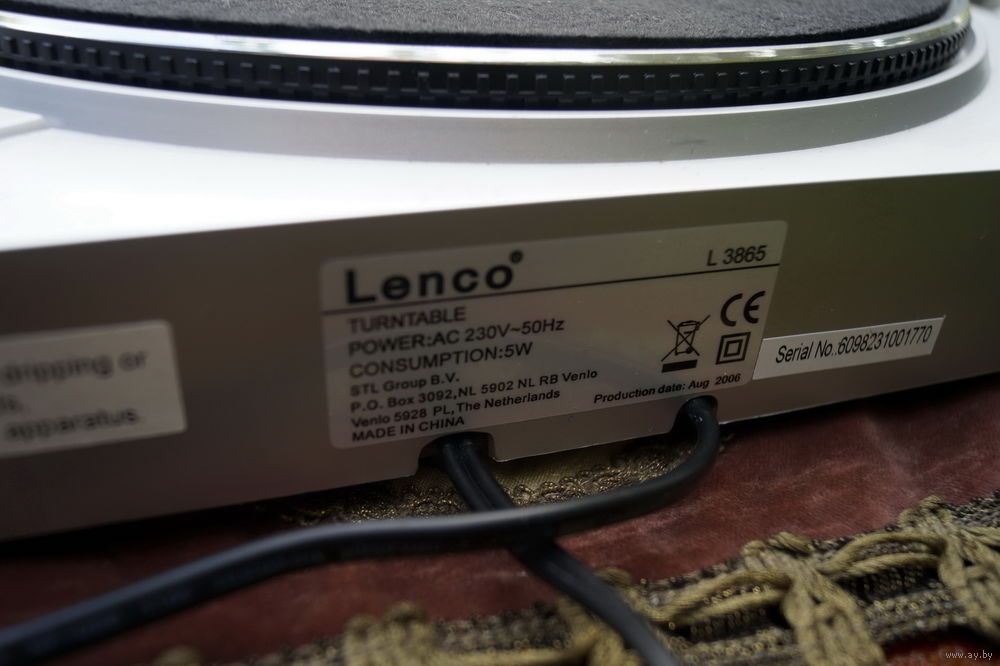 Lenco®
L 3865
TURNTABLE
POWER:AC 230V~50Hz
CONSUMPTION:5W
STL Group B.V.
P.O. Box 3092,NL 5902 NL RB Venlo
Venlo 5928 PL,The Netherlands
MADE IN CHINA
Production date: Aug 2006
CE
Serial No.:6098231001770
dripping or
apparatus.
www.ay.by